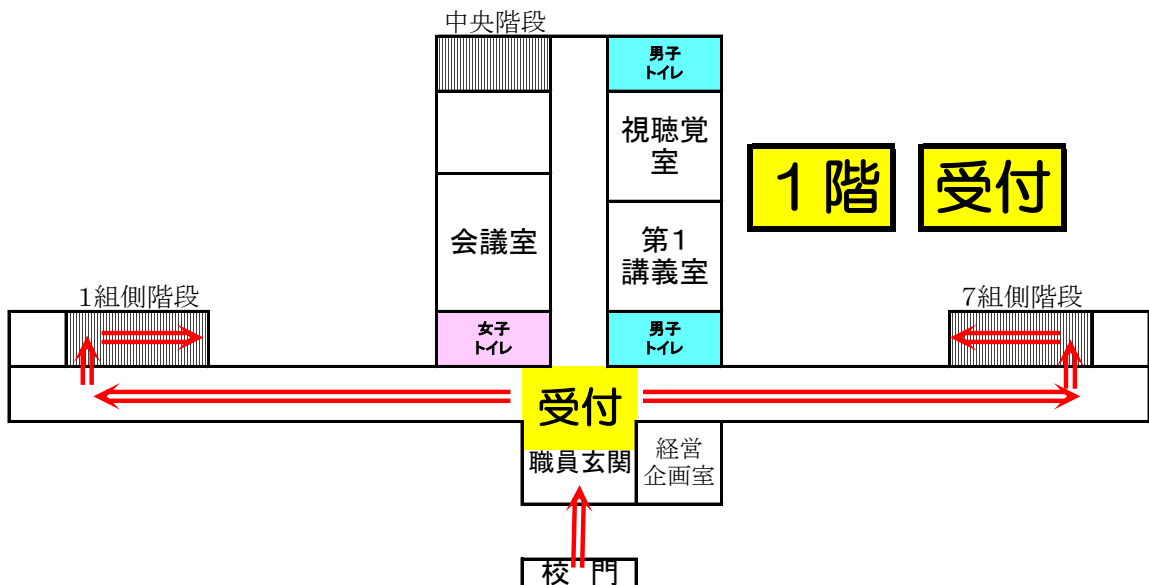 中央階段
男子
トイレ
視聴覚
室
1階 受付
会議室
第1
講義室
1組側階段
7組側階段
女子
トイレ
男子
トイレ
受付
職員玄関
経営
企画室
校 門